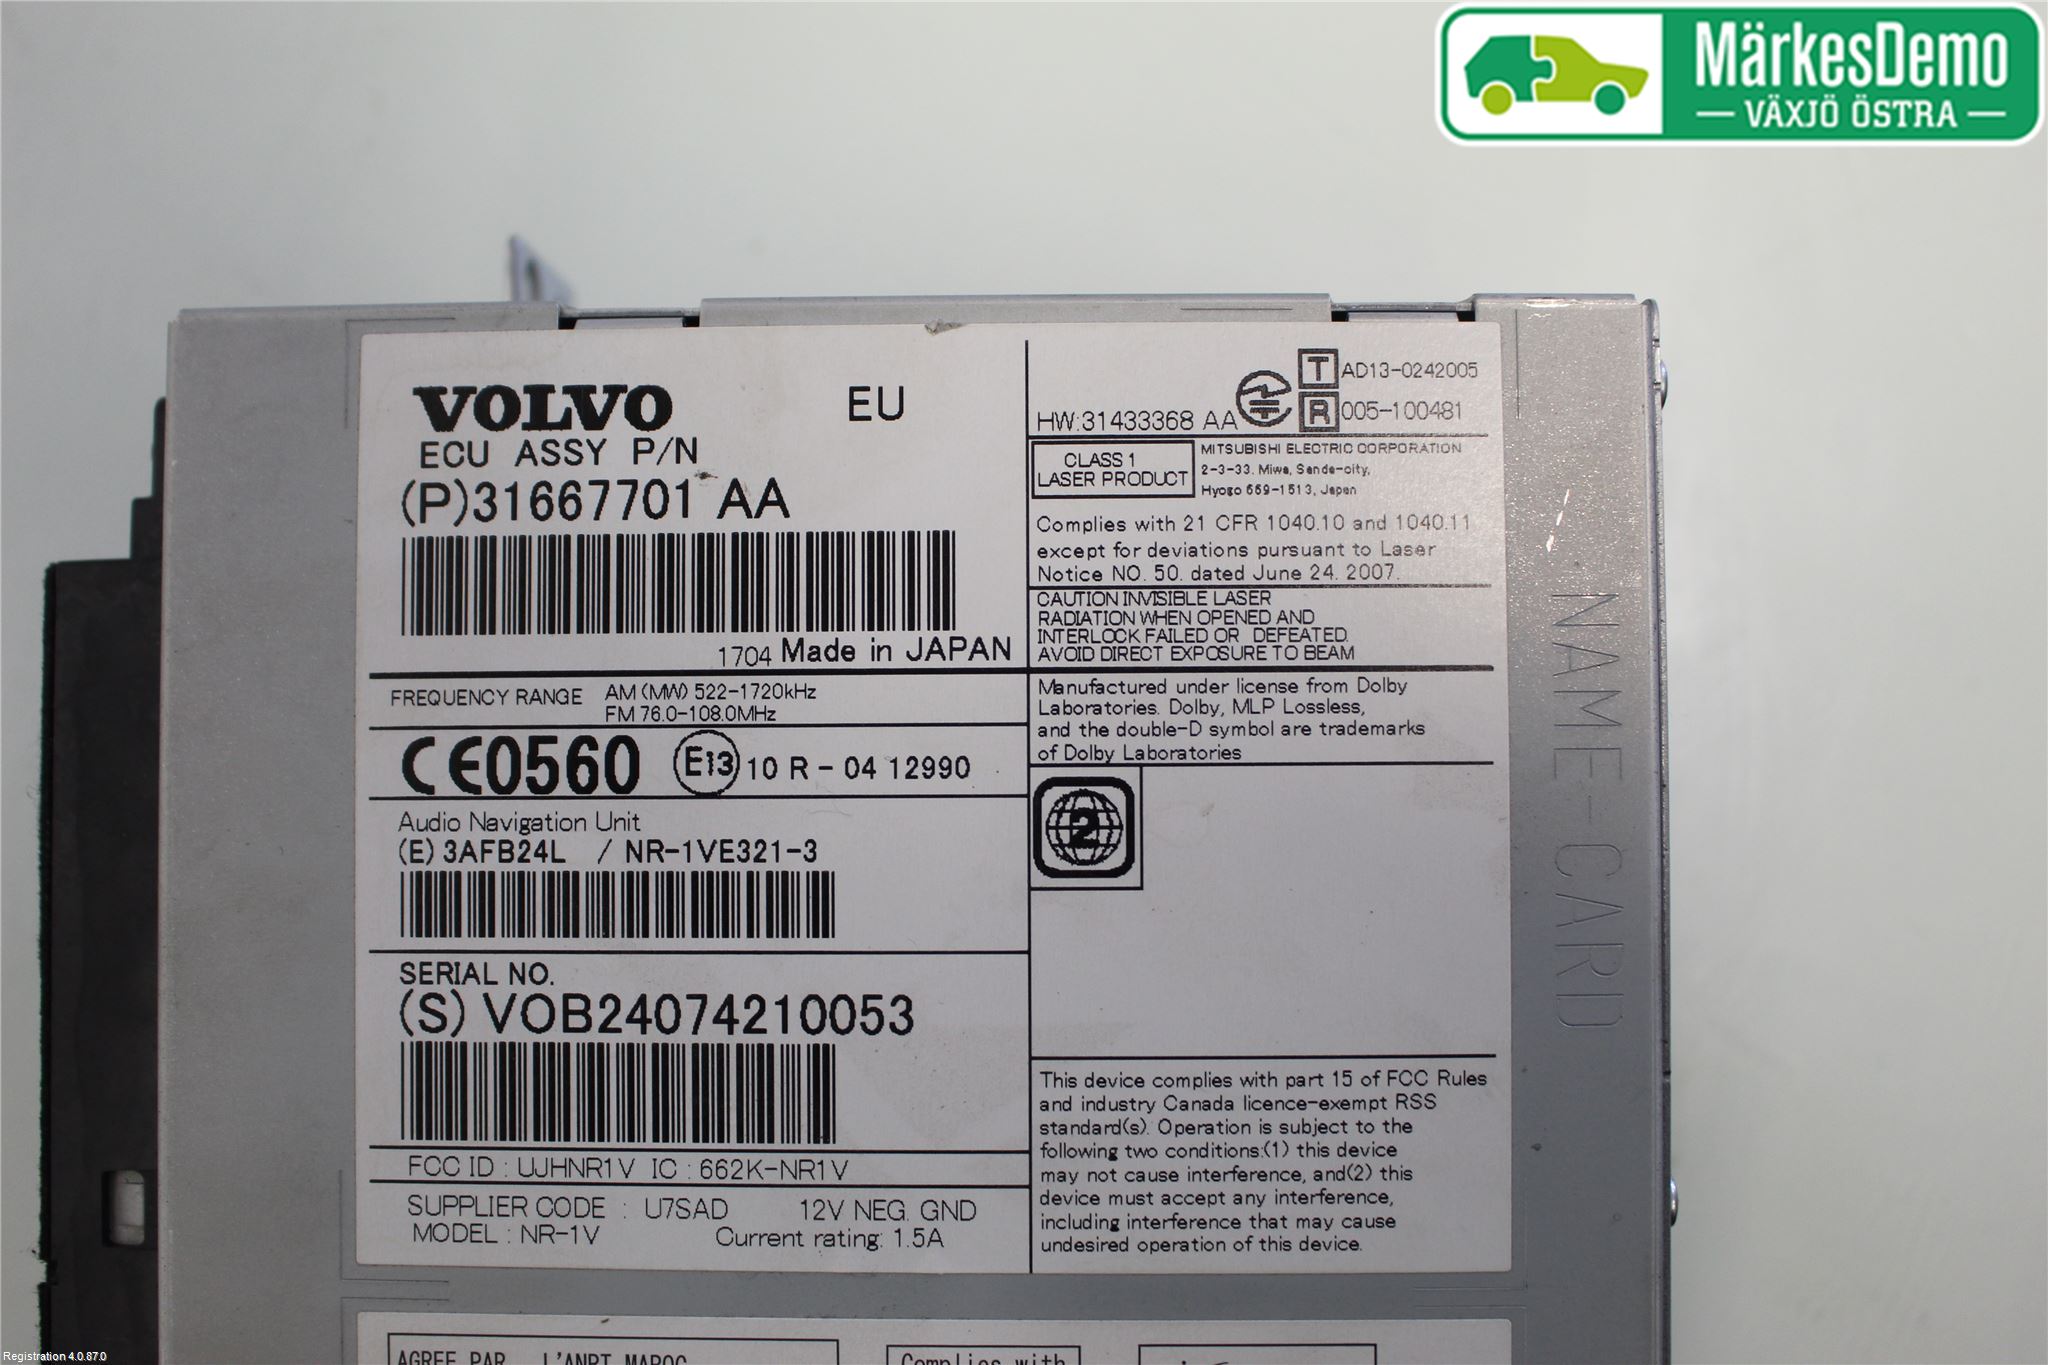 MärkesDemo
VÄXJÖ ÖSTRA
VOLVO
EU
ECU ASSY P/N
(P)31667701 AA
1704 Made in JAPAN
FREQUENCY RANGE
AM (MW) 522-1720kHz
FM 76.0-108.0MHz
CE0560 E13 10 R - 04 12990
Audio Navigation Unit
(E) 3AFB24L / NR-1VE321-3
SERIAL NO.
(S) VOB24074210053
FCC ID : UJHNR1V IC : 662K-NR1V
SUPPLIER CODE : U7SAD 12V NEG. GND
MODEL : NR-1V Current rating: 1.5A
T AD13-0242005
HW:31433368 AA R 005-100481
CLASS 1
LASER PRODUCT
MITSUBISHI ELECTRIC CORPORATION
2-3-33. Miwa, Sanda-city,
Hyogo 669-1513, Japan
Complies with 21 CFR 1040.10 and 1040.11
except for deviations pursuant to Laser
Notice NO. 50. dated June 24. 2007.
CAUTION INVISIBLE LASER
RADIATION WHEN OPENED AND
INTERLOCK FAILED OR DEFEATED.
AVOID DIRECT EXPOSURE TO BEAM
Manufactured under license from Dolby
Laboratories. Dolby, MLP Lossless,
and the double-D symbol are trademarks
of Dolby Laboratories
2
This device complies with part 15 of FCC Rules
and industry Canada licence-exempt RSS
standard(s). Operation is subject to the
following two conditions:(1) this device
may not cause interference, and(2) this
device must accept any interference,
including interference that may cause
undesired operation of this device.
NAME-CARD
AGREE PAR L'ANRT MAROC
Complies with
Registration 4.0.87.0